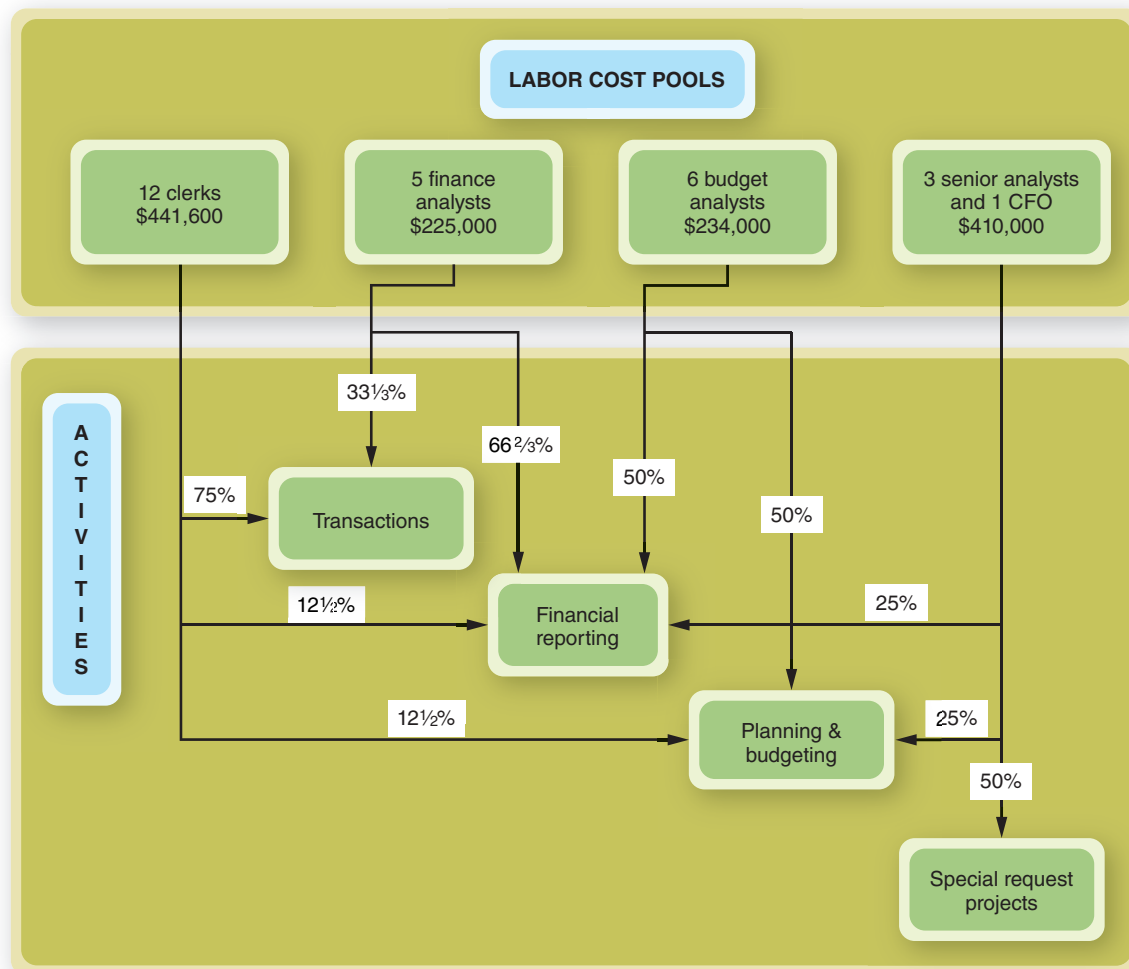 LABOR COST POOLS
12 clerks
$441,600
5 finance
analysts
$225,000
6 budget
analysts
$234,000
3 senior analysts
and 1 CFO
$410,000
A
C
T
I
V
I
T
I
E
S
33⅓%
66⅔%
75%
50%
50%
Transactions
12½%
Financial
reporting
25%
12½%
Planning &
budgeting
25%
50%
Special request
projects